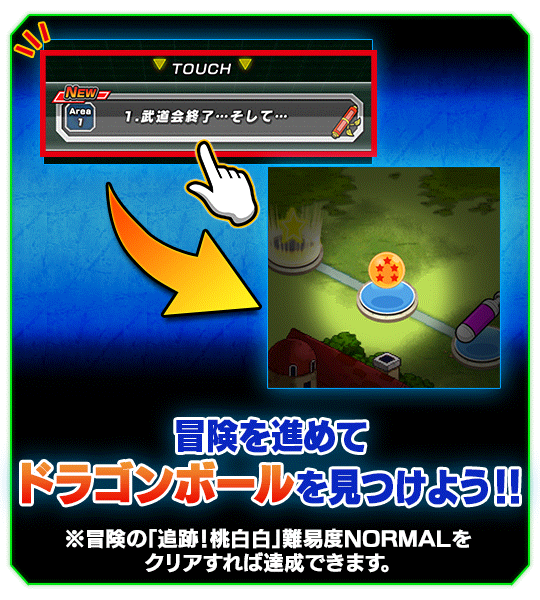 TOUCH
NEW
Area
1
1.武道会終了…そして…
冒険を進めて
ドラゴンボールを見つけよう!!
※冒険の「追跡!桃白白」難易度NORMALを
クリアすれば達成できます。